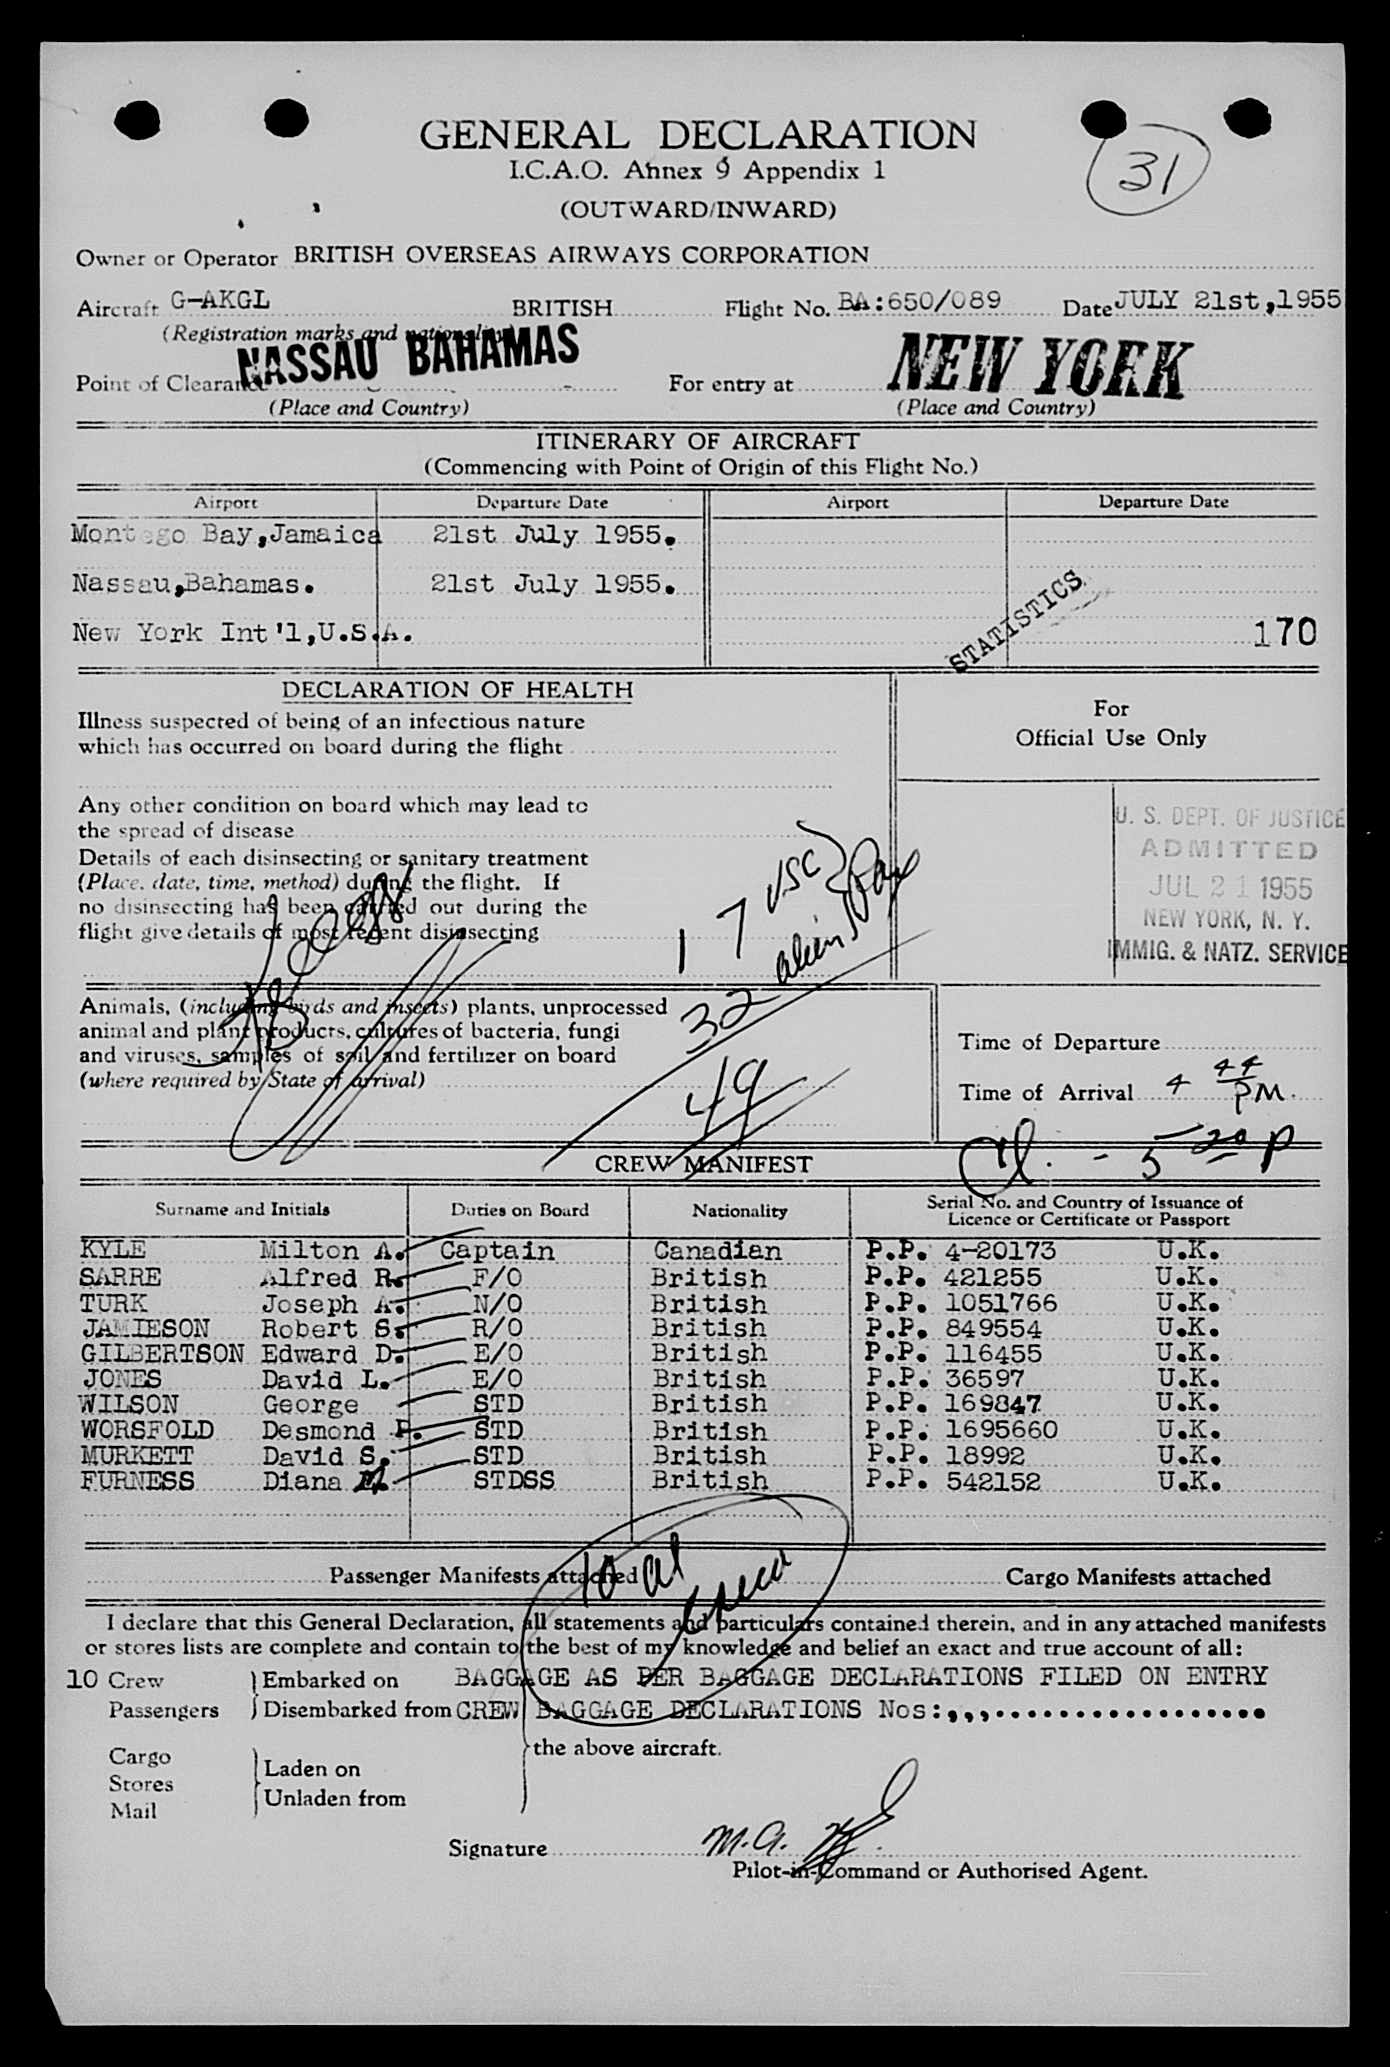 31
GENERAL DECLARATION
I.C.A.O. Annex 9 Appendix 1
(OUTWARD/INWARD)
Owner or Operator BRITISH OVERSEAS AIRWAYS CORPORATION
Aircraft G-AKGL BRITISH Flight No. BA:650/089 Date JULY 21st,1955
(Registration marks and nationality)
NASSAU BAHAMAS NEW YORK
Point of Clearance For entry at
(Place and Country) (Place and Country)
ITINERARY OF AIRCRAFT
(Commencing with Point of Origin of this Flight No.)
Airport Departure Date Airport Departure Date
Montego Bay,Jamaica 21st July 1955.
Nassau,Bahamas. 21st July 1955.
New York Int'l,U.S.A.
STATISTICS
170
DECLARATION OF HEALTH
Illness suspected of being of an infectious nature
which has occurred on board during the flight
Any other condition on board which may lead to
the spread of disease
Details of each disinsecting or sanitary treatment
(Place, date, time, method) during the flight. If
no disinsecting has been carried out during the
flight give details of most recent disinsecting
For
Official Use Only
U. S. DEPT. OF JUSTICE
ADMITTED
JUL 21 1955
NEW YORK, N. Y.
IMMIG. & NATZ. SERVICE
17 USC
32 alien
Pax
49
Animals, (including birds and insects) plants, unprocessed
animal and plant products, cultures of bacteria, fungi
and viruses, samples of soil and fertilizer on board
(where required by State of arrival)
Time of Departure
Time of Arrival 4 44 PM.
5 20 P
CREW MANIFEST
Surname and Initials Duties on Board Nationality Serial No. and Country of Issuance of
Licence or Certificate or Passport
KYLE Milton A. Captain Canadian P.P. 4-20173 U.K.
SARRE Alfred R. F/O British P.P. 421255 U.K.
TURK Joseph A. N/O British P.P. 1051766 U.K.
JAMIESON Robert S. R/O British P.P. 849554 U.K.
GILBERTSON Edward D. E/O British P.P. 116455 U.K.
JONES David L. E/O British P.P. 36597 U.K.
WILSON George STD British P.P. 169847 U.K.
WORSFOLD Desmond P. STD British P.P. 1695660 U.K.
MURKETT David S. STD British P.P. 18992 U.K.
FURNESS Diana M. STDSS British P.P. 542152 U.K.
10 al crew
Passenger Manifests attached Cargo Manifests attached
I declare that this General Declaration, all statements and particulars contained therein, and in any attached manifests
or stores lists are complete and contain to the best of my knowledge and belief an exact and true account of all:
10 Crew Embarked on BAGGAGE AS PER BAGGAGE DECLARATIONS FILED ON ENTRY
Passengers Disembarked from CREW BAGGAGE DECLARATIONS Nos:,,,..................
the above aircraft.
Cargo
Stores
Mail
Laden on
Unladen from
Signature M.A.
Pilot-in-Command or Authorised Agent.